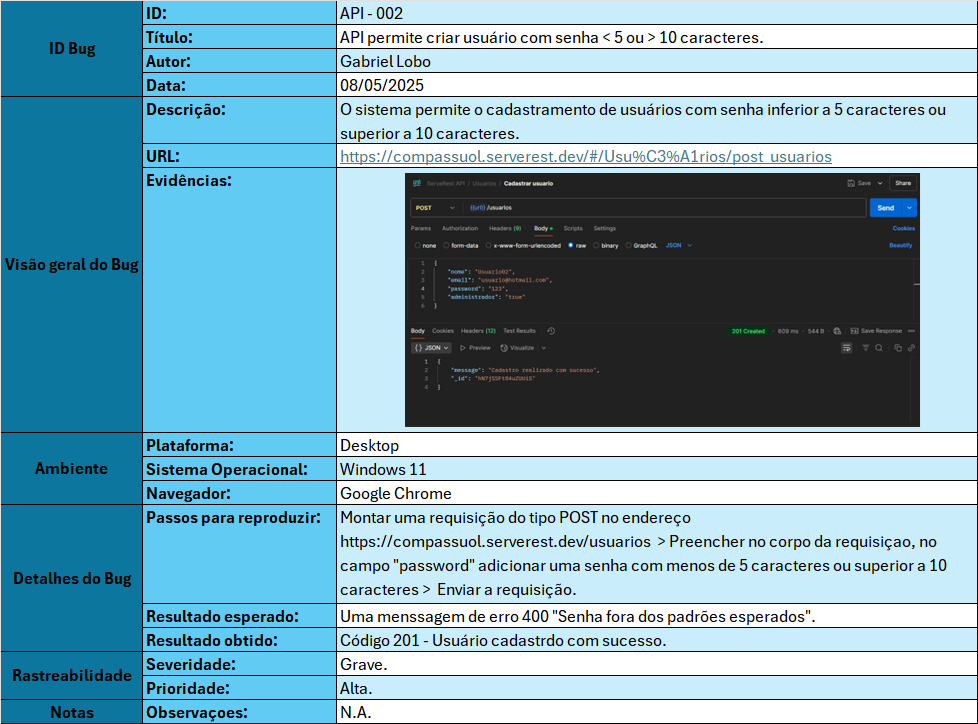 ID Bug
ID:
API - 002
Título:
API permite criar usuário com senha < 5 ou > 10 caracteres.
Autor:
Gabriel Lobo
Data:
08/05/2025
Visão geral do Bug
Descrição:
O sistema permite o cadastramento de usuários com senha inferior a 5 caracteres ou
superior a 10 caracteres.
URL:
https://compassuol.serverest.dev/#/Usu%C3%A1rios/post_usuarios
Evidências:
ServeRest API / Usuarios / Cadastrar usuario
Save
Share
POST
{{url}} /usuarios
Send
Params Authorization Headers (9) Body Scripts Settings
Cookies
none form-data x-www-form-urlencoded raw binary GraphQL JSON
Beautify
1 {
2 "nome": "Usuario02",
3 "email": "usuario@hotmail.com",
4 "password": "123",
5 "administrador": "true"
6 }
Body Cookies Headers (12) Test Results
201 Created 609 ms 544 B Save Response
{} JSON Preview Visualize
1 {
2 "message": "Cadastro realizado com sucesso",
3 "_id":
4 }
Ambiente
Plataforma:
Desktop
Sistema Operacional:
Windows 11
Navegador:
Google Chrome
Detalhes do Bug
Passos para reproduzir:
Montar uma requisição do tipo POST no endereço
https://compassuol.serverest.dev/usuarios > Preencher no corpo da requisiçao, no
campo "password" adicionar uma senha com menos de 5 caracteres ou superior a 10
caracteres > Enviar a requisição.
Resultado esperado:
Uma menssagem de erro 400 "Senha fora dos padrões esperados".
Resultado obtido:
Código 201 - Usuário cadastrdo com sucesso.
Rastreabilidade
Severidade:
Grave.
Prioridade:
Alta.
Notas
Observaçoes:
N.A.